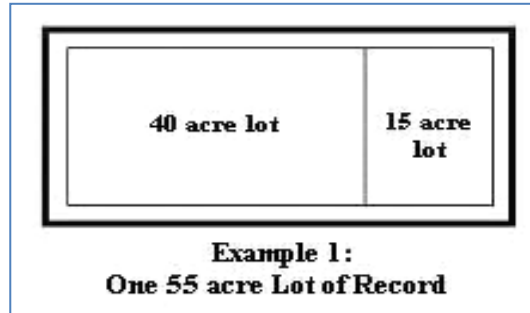 40 acre lot
15 acre
lot
Example 1:
One 55 acre Lot of Record